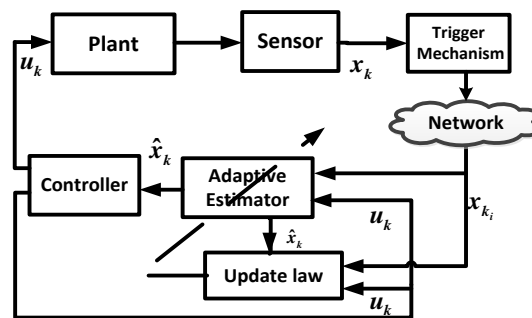 Plant
Sensor
Trigger
Mechanism
u_k
x_k
Network
x̂_k
Controller
Adaptive
Estimator
x_{k_i}
u_k
x̂_k
Update law
u_k